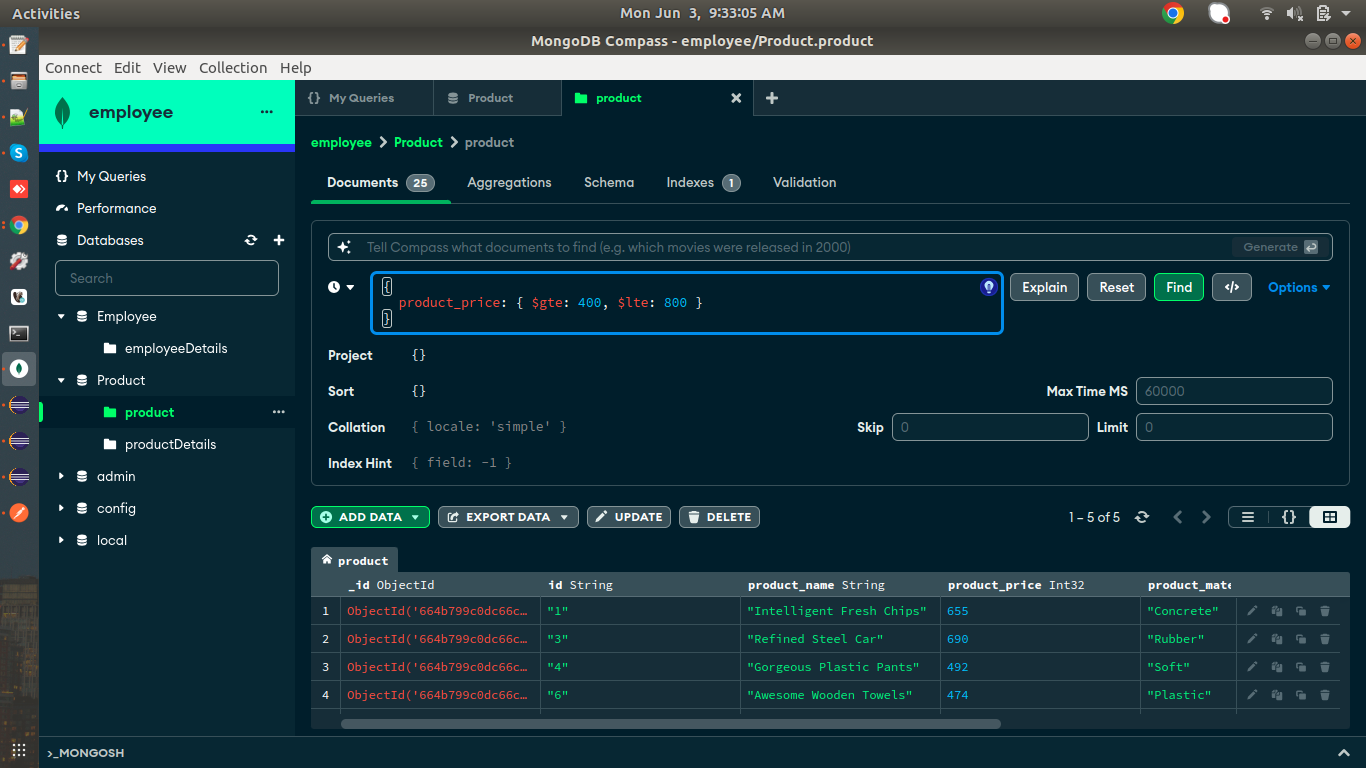 Activities
Mon Jun 3, 9:33:05 AM
MongoDB Compass - employee/Product.product
Connect Edit View Collection Help
employee
My Queries
Product
product
employee > Product > product
My Queries
Performance
Databases
Search
Employee
employeeDetails
Product
product
productDetails
admin
config
local
Documents 25 Aggregations Schema Indexes 1 Validation
Tell Compass what documents to find (e.g. which movies were released in 2000)
Generate
{
product_price: { $gte: 400, $lte: 800 }
}
Explain Reset Find </> Options
Project {}
Sort {}
Max Time MS 60000
Collation { locale: 'simple' }
Skip 0 Limit 0
Index Hint { field: -1 }
ADD DATA EXPORT DATA UPDATE DELETE
1 – 5 of 5
{}
product
_id ObjectId id String product_name String product_price Int32 product_mate
1 ObjectId('664b799c0dc66c… "1" "Intelligent Fresh Chips" 655 "Concrete"
2 ObjectId('664b799c0dc66c… "3" "Refined Steel Car" 690 "Rubber"
3 ObjectId('664b799c0dc66c… "4" "Gorgeous Plastic Pants" 492 "Soft"
4 ObjectId('664b799c0dc66c… "6" "Awesome Wooden Towels" 474 "Plastic"
>_MONGOSH